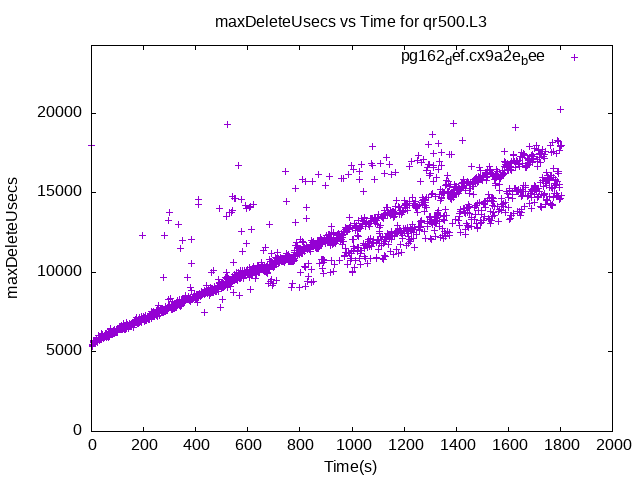 maxDeleteUsecs vs Time for qr500.L3
pg162def.cx9a2ebee
20000
15000
10000
5000
0
maxDeleteUsecs
0 200 400 600 800 1000 1200 1400 1600 1800 2000
Time(s)